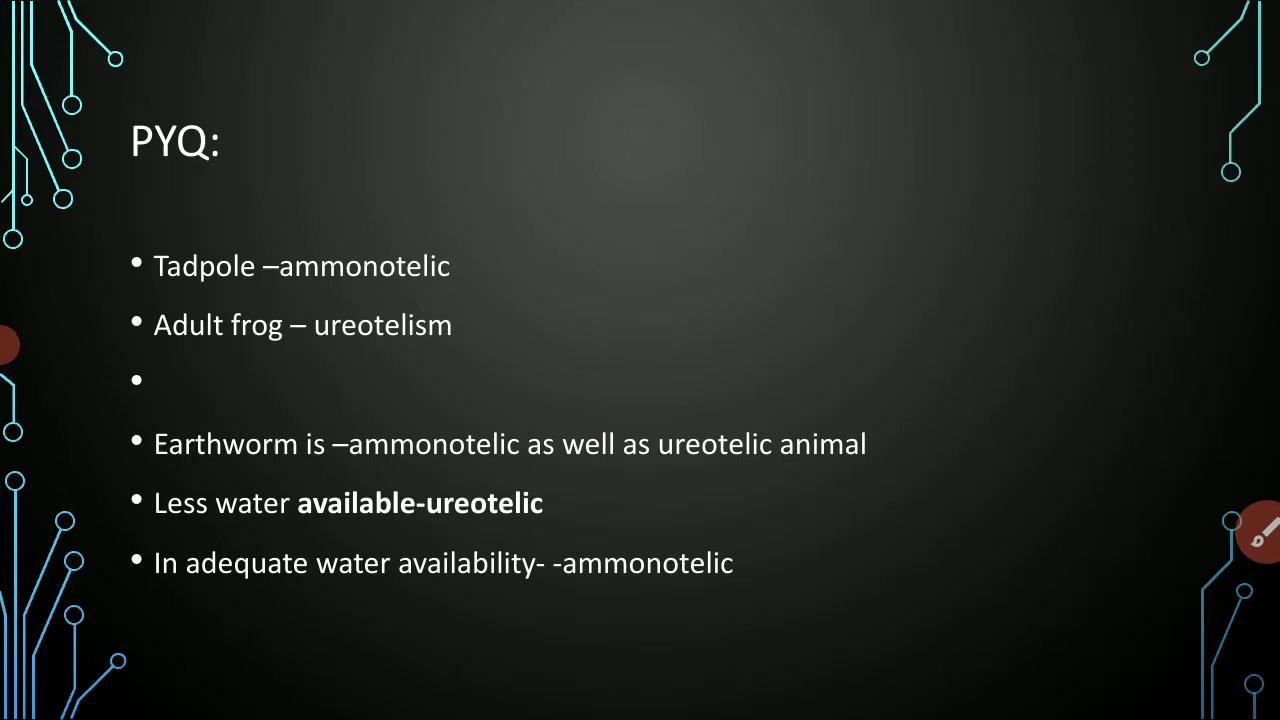 PYQ:
• Tadpole –ammonotelic
• Adult frog – ureotelism
•
• Earthworm is –ammonotelic as well as ureotelic animal
• Less water available-ureotelic
• In adequate water availability- -ammonotelic